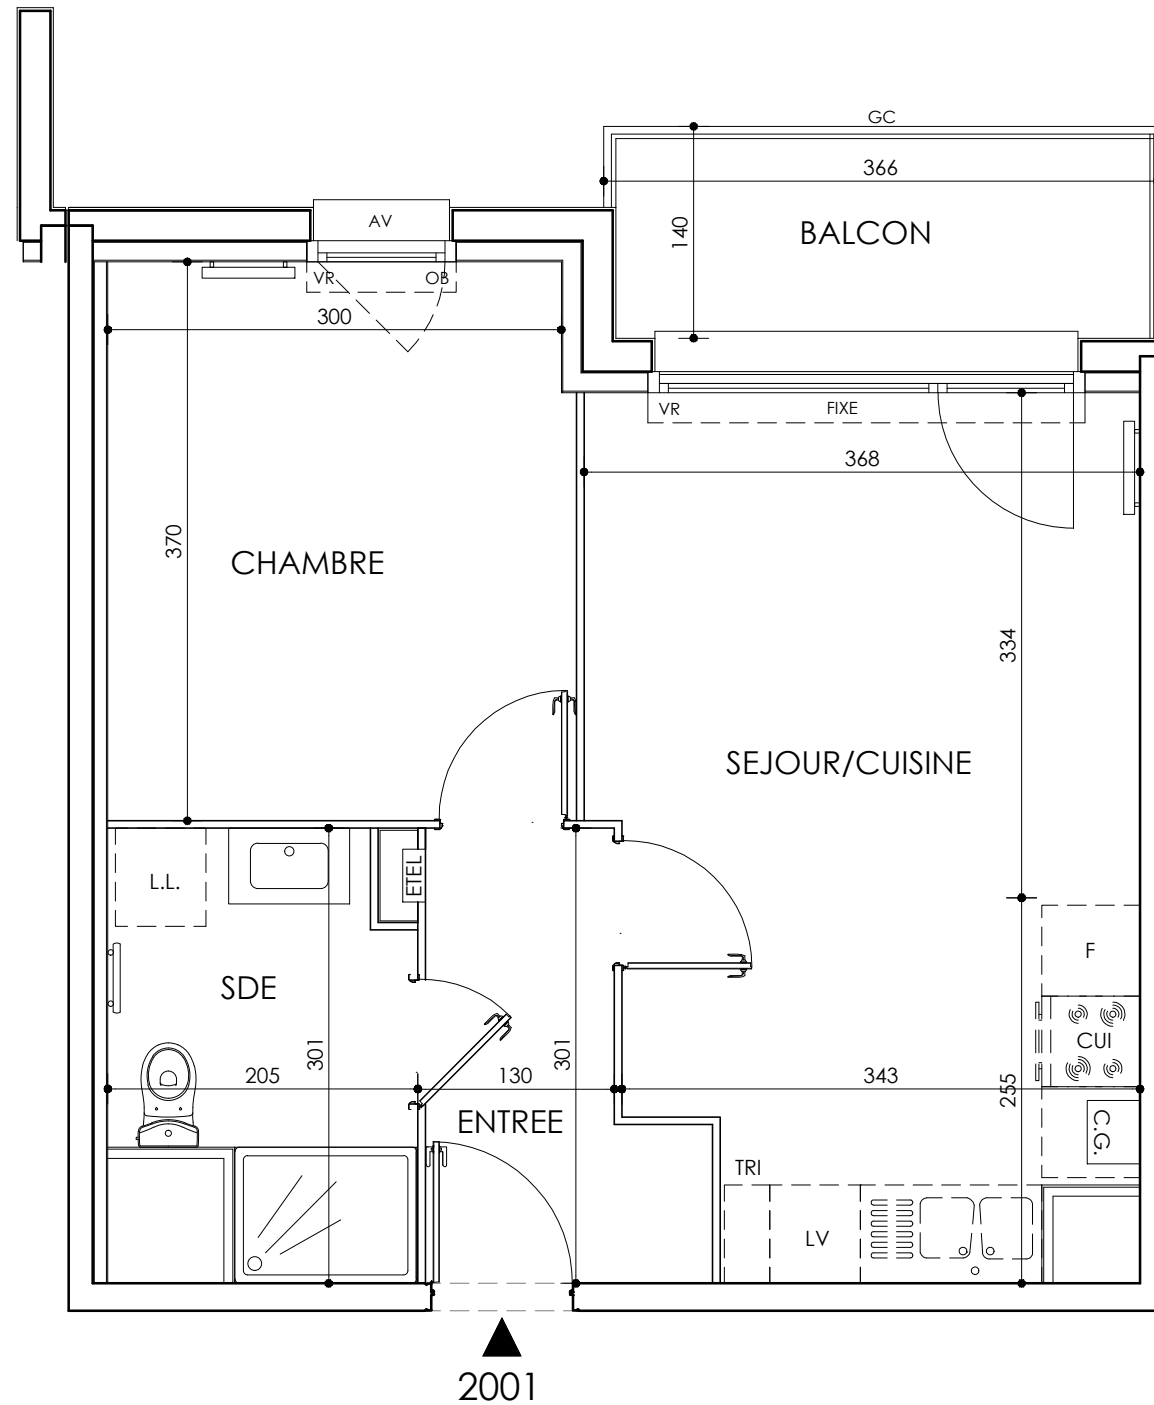 GC
366
AV
140
BALCON
VR
OB
300
VR
FIXE
368
370
CHAMBRE
334
SEJOUR/CUISINE
L.L.
ETEL
F
SDE
CUI
301
301
205
130
343
255
ENTREE
C.G.
TRI
LV
2001